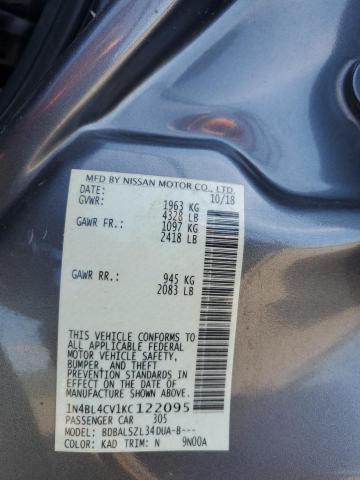 MFD BY NISSAN MOTOR CO., LTD.
DATE: 10/18
GVWR: 1963 KG
4328 LB
GAWR FR.: 1097 KG
2418 LB
GAWR RR.: 945 KG
2083 LB
THIS VEHICLE CONFORMS TO
ALL APPLICABLE FEDERAL
MOTOR VEHICLE SAFETY,
BUMPER, AND THEFT
PREVENTION STANDARDS IN
EFFECT ON THE DATE OF
MANUFACTURE SHOWN ABOVE.
1N4BL4CV1KC122095
PASSENGER CAR 305
MODEL: BDBALSZL34DUA-B---
COLOR: KAD TRIM: N 9N00A